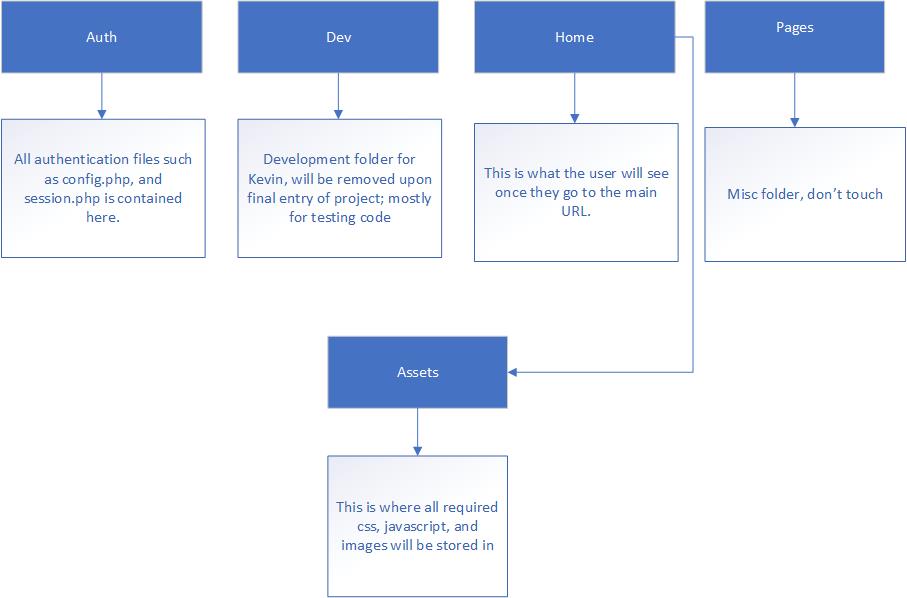 Auth
Dev
Home
Pages
All authentication files such
as config.php, and
session.php is contained
here.
Development folder for
Kevin, will be removed upon
final entry of project; mostly
for testing code
This is what the user will see
once they go to the main
URL.
Misc folder, don’t touch
Assets
This is where all required
css, javascript, and
images will be stored in